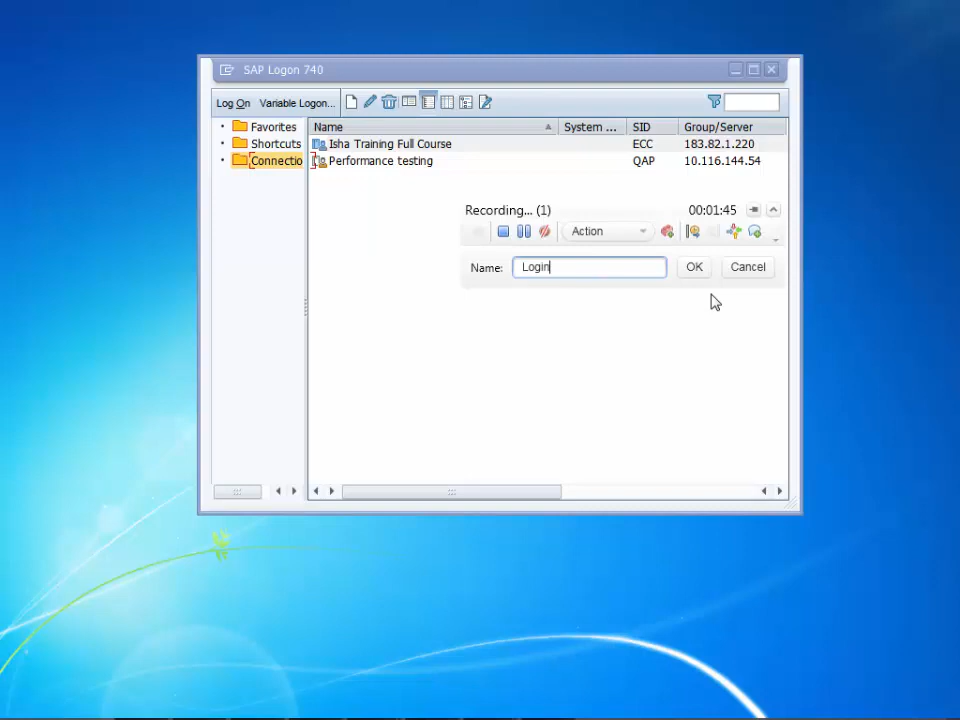 SAP Logon 740
Log On Variable Logon...
Favorites
Shortcuts
Connectio
Name System ... SID Group/Server
Isha Training Full Course ECC 183.82.1.220
Performance testing QAP 10.116.144.54
Recording... (1) 00:01:45
Action
Name: Login OK Cancel